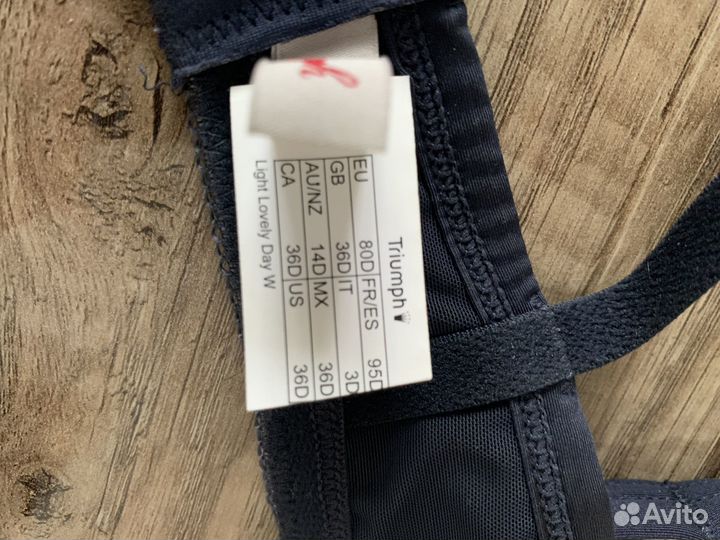 Triumph
EU 80D FR/ES 95D
GB 36D IT 3D
AU/NZ 14D MX 36D
CA 36D US 36D
Light Lovely Day W
Avito